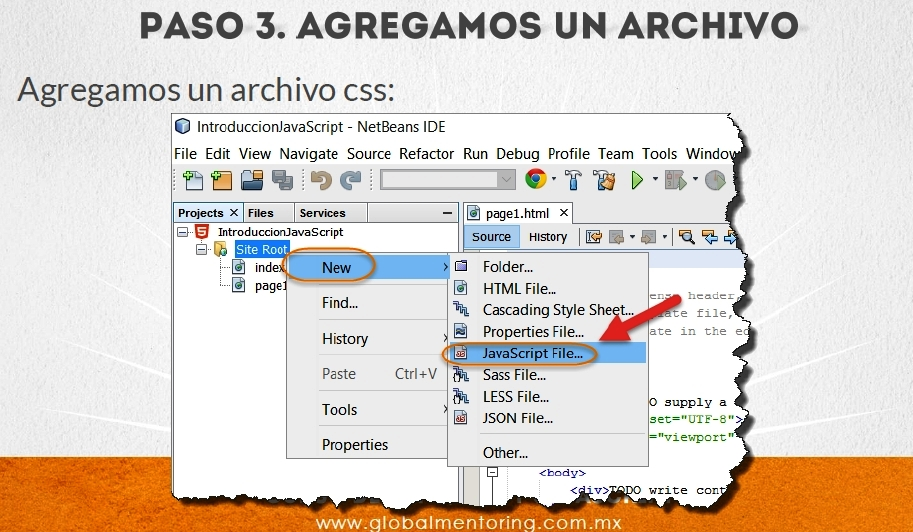 PASO 3. AGREGAMOS UN ARCHIVO
Agregamos un archivo css:
IntroduccionJavaScript - NetBeans IDE
File Edit View Navigate Source Refactor Run Debug Profile Team Tools Window
Projects Files Services
page1.html
IntroduccionJavaScript
Source History
Site Root
index
page1
New
Find...
History
Paste Ctrl+V
Tools
Properties
Folder...
HTML File...
Cascading Style Sheet...
Properties File...
JavaScript File...
Sass File...
LESS File...
JSON File...
Other...
header,
file,
in the
supply a
set="UTF-8">
="viewport"
<body>
<div>TODO write cont
www.globalmentoring.com.mx